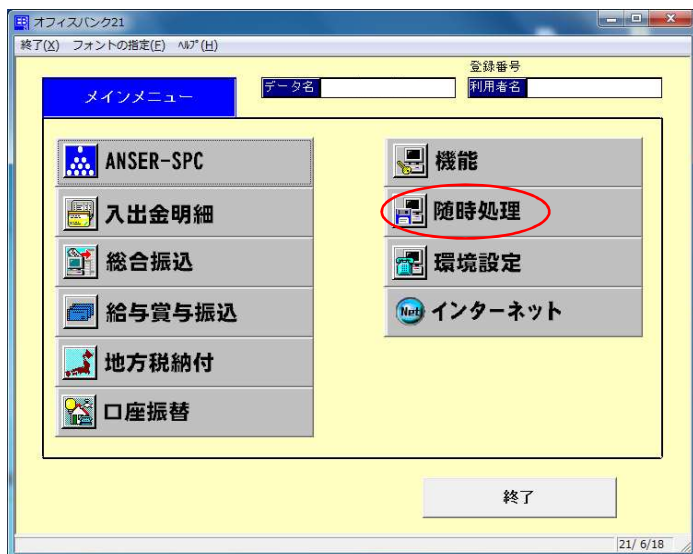 オフィスバンク21
終了(X) フォントの指定(F) ﾍﾙﾌﾟ(H)
登録番号
メインメニュー
データ名
利用者名
ANSER-SPC
機能
入出金明細
随時処理
総合振込
環境設定
給与賞与振込
Net インターネット
地方税納付
口座振替
終了
21/ 6/18